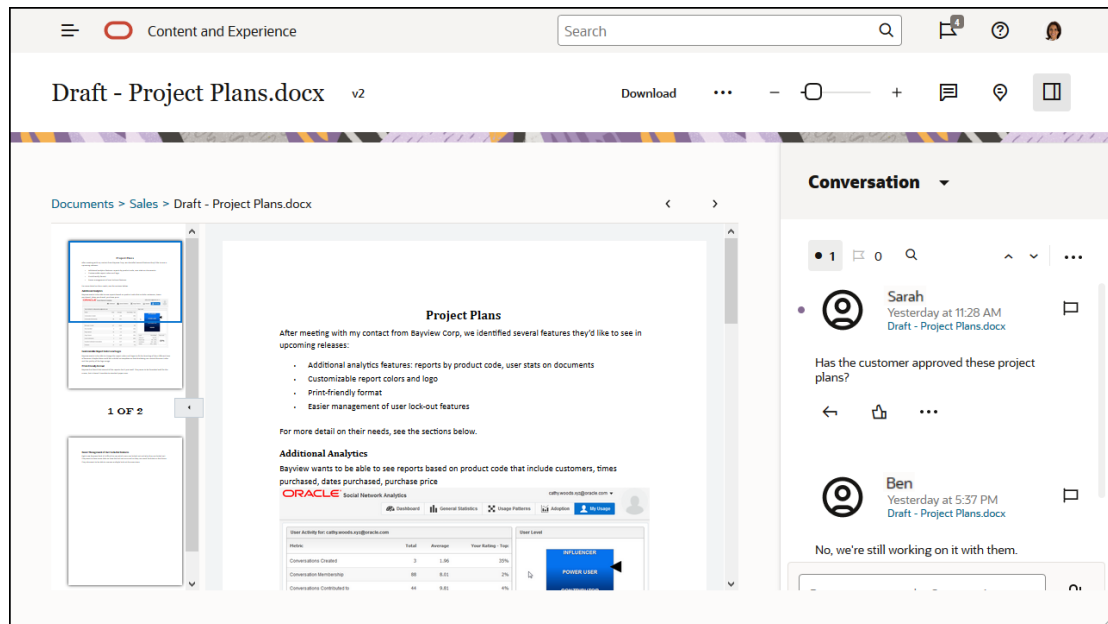 Content and Experience
Search
4
Draft - Project Plans.docx v2
Download
Conversation
Documents > Sales > Draft - Project Plans.docx
1 0
Sarah
Yesterday at 11:28 AM
Draft - Project Plans.docx
Has the customer approved these project
plans?
Ben
Yesterday at 5:37 PM
Draft - Project Plans.docx
No, we're still working on it with them.
1 OF 2
Project Plans
After meeting with my contact from Bayview Corp, we identified several features they'd like to see in
upcoming releases:
Additional analytics features: reports by product code, user stats on documents
Customizable report colors and logo
Print-friendly format
Easier management of user lock-out features
For more detail on their needs, see the sections below.
Additional Analytics
Bayview wants to be able to see reports based on product code that include customers, times
purchased, dates purchased, purchase price
ORACLE Social Network Analytics
cathy.woods.xyz@oracle.com
Dashboard General Statistics Usage Patterns Adoption My Usage
User Activity for: cathy.woods.xyz@oracle.com
User Level
Metric Total Average Your Rating - Top:
Conversations Created 3 1.96 23%
Conversation Membership 88 8.01 2%
Conversations Contributed to 44 9.81 4%
INFLUENCER
POWER USER